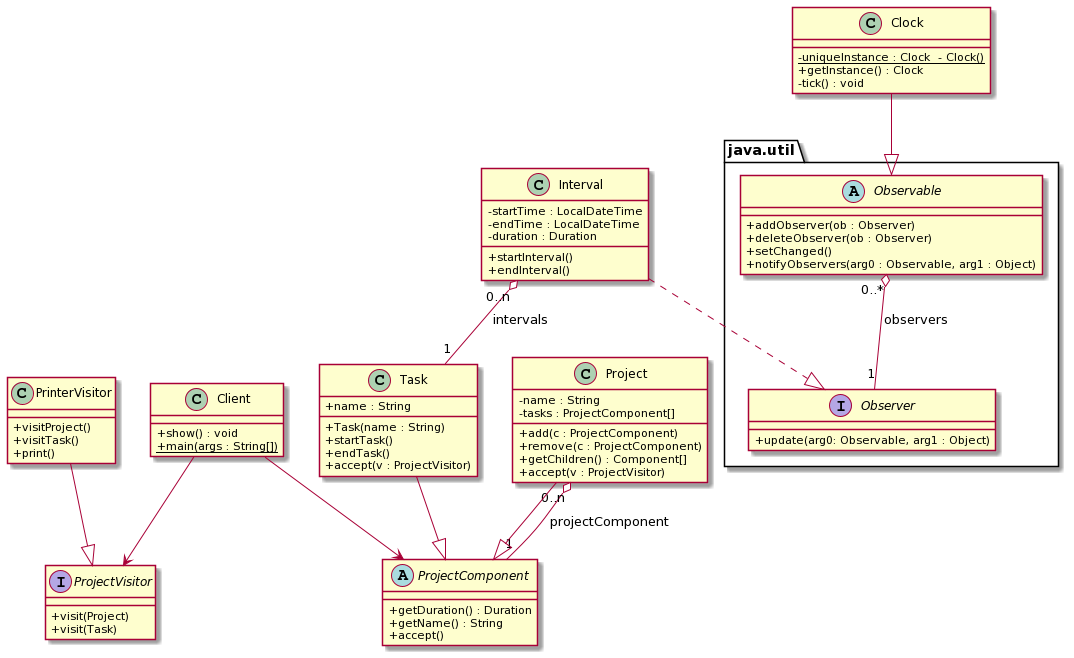 C Clock
-uniqueInstance : Clock - Clock()
+getInstance() : Clock
-tick() : void
java.util
A Observable
+addObserver(ob : Observer)
+deleteObserver(ob : Observer)
+setChanged()
+notifyObservers(arg0 : Observable, arg1 : Object)
0..*
observers
1
I Observer
+update(arg0: Observable, arg1 : Object)
C Interval
-startTime : LocalDateTime
-endTime : LocalDateTime
-duration : Duration
+startInterval()
+endInterval()
0..n
intervals
1
C PrinterVisitor
+visitProject()
+visitTask()
+print()
C Client
+show() : void
+main(args : String[])
C Task
+name : String
+Task(name : String)
+startTask()
+endTask()
+accept(v : ProjectVisitor)
C Project
-name : String
-tasks : ProjectComponent[]
+add(c : ProjectComponent)
+remove(c : ProjectComponent)
+getChildren() : Component[]
+accept(v : ProjectVisitor)
0..n
projectComponent
1
I ProjectVisitor
+visit(Project)
+visit(Task)
A ProjectComponent
+getDuration() : Duration
+getName() : String
+accept()